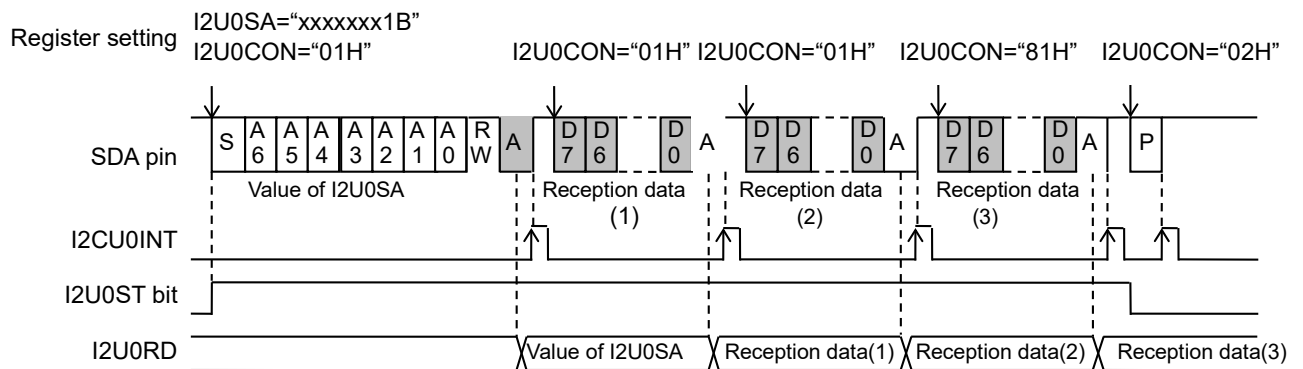 I2U0SA="xxxxxxx1B"
Register setting
I2U0CON="01H" I2U0CON="01H" I2U0CON="01H" I2U0CON="81H" I2U0CON="02H"
SDA pin
S A6 A5 A4 A3 A2 A1 A0 RW A D7 D6 D0 A D7 D6 D0 A D7 D6 D0 A P
Value of I2U0SA Reception data (1) Reception data (2) Reception data (3)
I2CU0INT
I2U0ST bit
I2U0RD Value of I2U0SA Reception data(1) Reception data(2) Reception data(3)